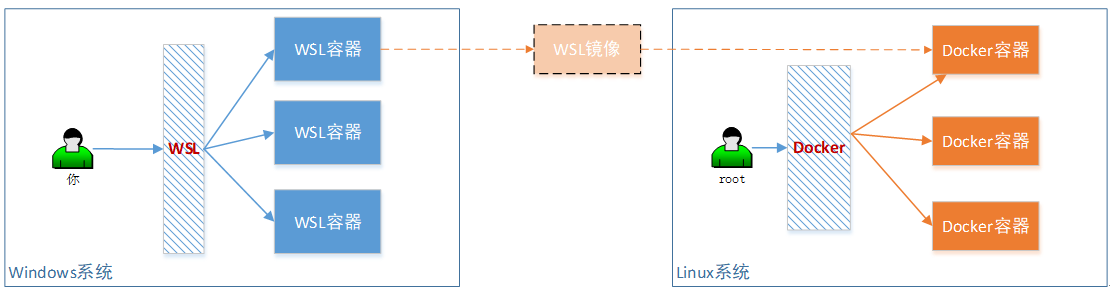 WSL容器
WSL容器
WSL容器
WSL
你
Windows系统
WSL镜像
Docker容器
Docker容器
Docker容器
Docker
root
Linux系统